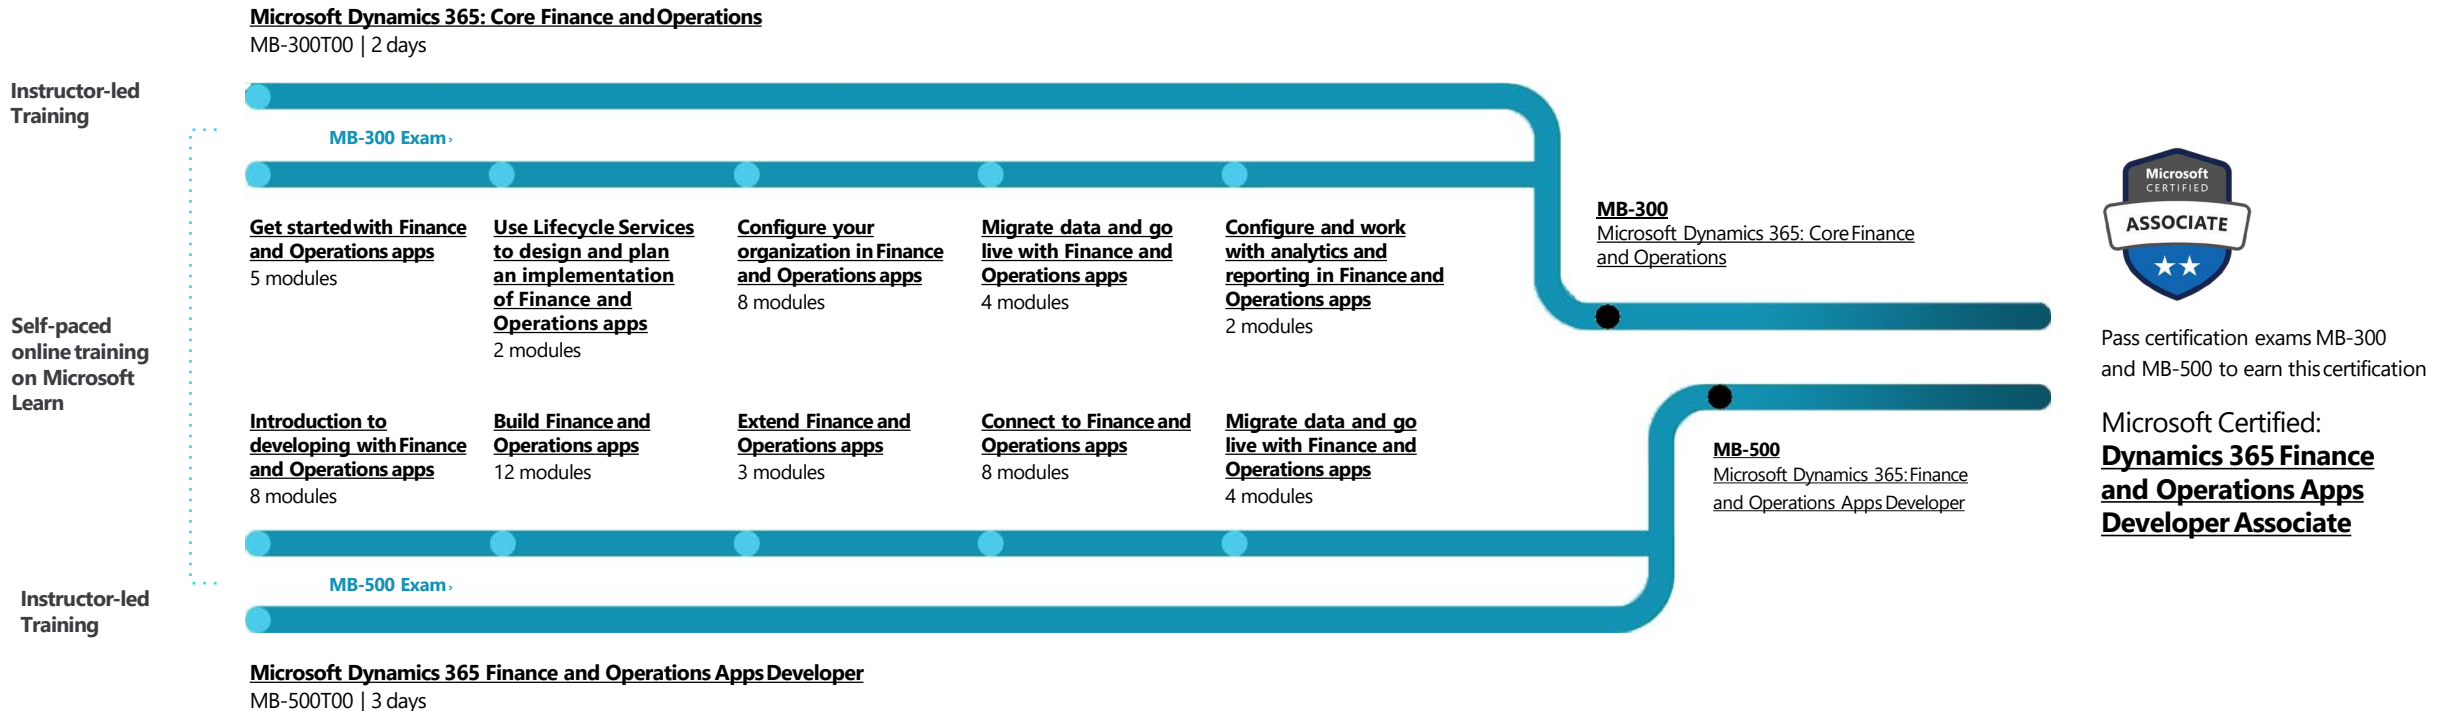 Microsoft Dynamics 365: Core Finance and Operations
MB-300T00 | 2 days
Instructor-led
Training
MB-300 Exam›
Get started with Finance
and Operations apps
5 modules
Use Lifecycle Services
to design and plan
an implementation
of Finance and
Operations apps
2 modules
Configure your
organization in Finance
and Operations apps
8 modules
Migrate data and go
live with Finance and
Operations apps
4 modules
Configure and work
with analytics and
reporting in Finance and
Operations apps
2 modules
MB-300
Microsoft Dynamics 365: Core Finance
and Operations
Self-paced
online training
on Microsoft
Learn
Introduction to
developing with Finance
and Operations apps
8 modules
Build Finance and
Operations apps
12 modules
Extend Finance and
Operations apps
3 modules
Connect to Finance and
Operations apps
8 modules
Migrate data and go
live with Finance and
Operations apps
4 modules
MB-500
Microsoft Dynamics 365: Finance
and Operations Apps Developer
MB-500 Exam›
Instructor-led
Training
Microsoft Dynamics 365 Finance and Operations Apps Developer
MB-500T00 | 3 days
Microsoft
CERTIFIED
ASSOCIATE
Pass certification exams MB-300
and MB-500 to earn this certification
Microsoft Certified:
Dynamics 365 Finance
and Operations Apps
Developer Associate